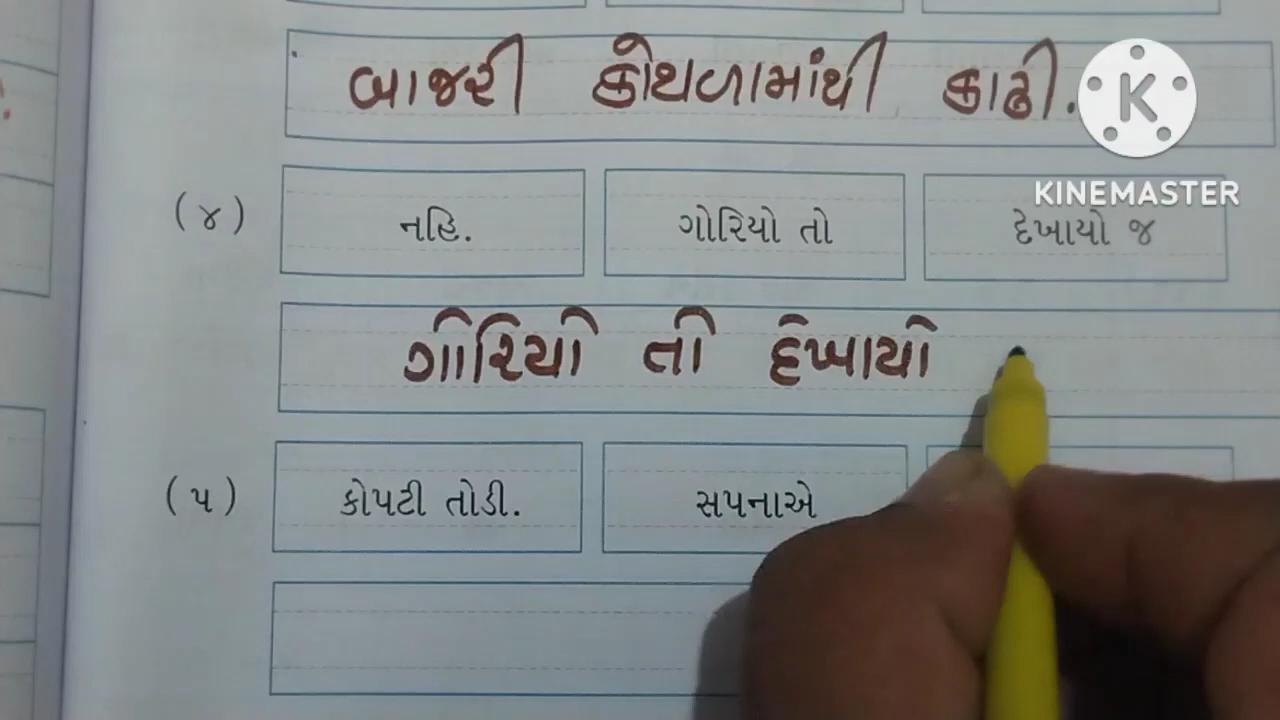 બાજરી કોથળામાંથી કાઢી.
K
KINEMASTER
(૪) નહિ. ગોરિયો તો દેખાયો જ
ગોરિયો તો દેખાયો
(૫) કોપટી તોડી. સપનાએ